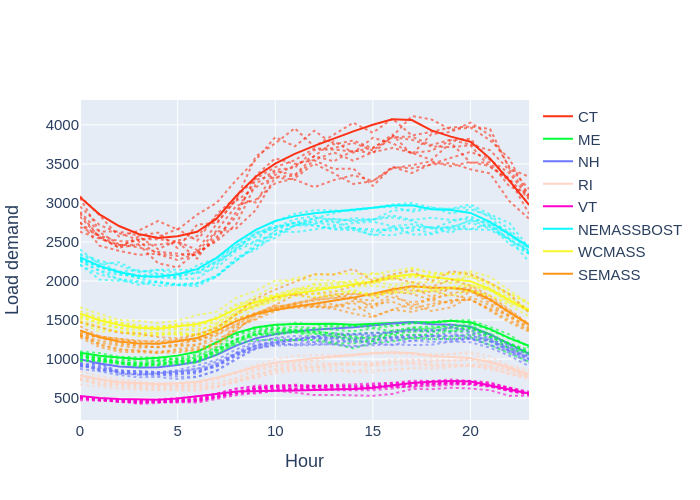 4000
3500
3000
2500
2000
1500
1000
500
0
5
10
15
20
Hour
Load demand
CT
ME
NH
RI
VT
NEMASSBOST
WCMASS
SEMASS